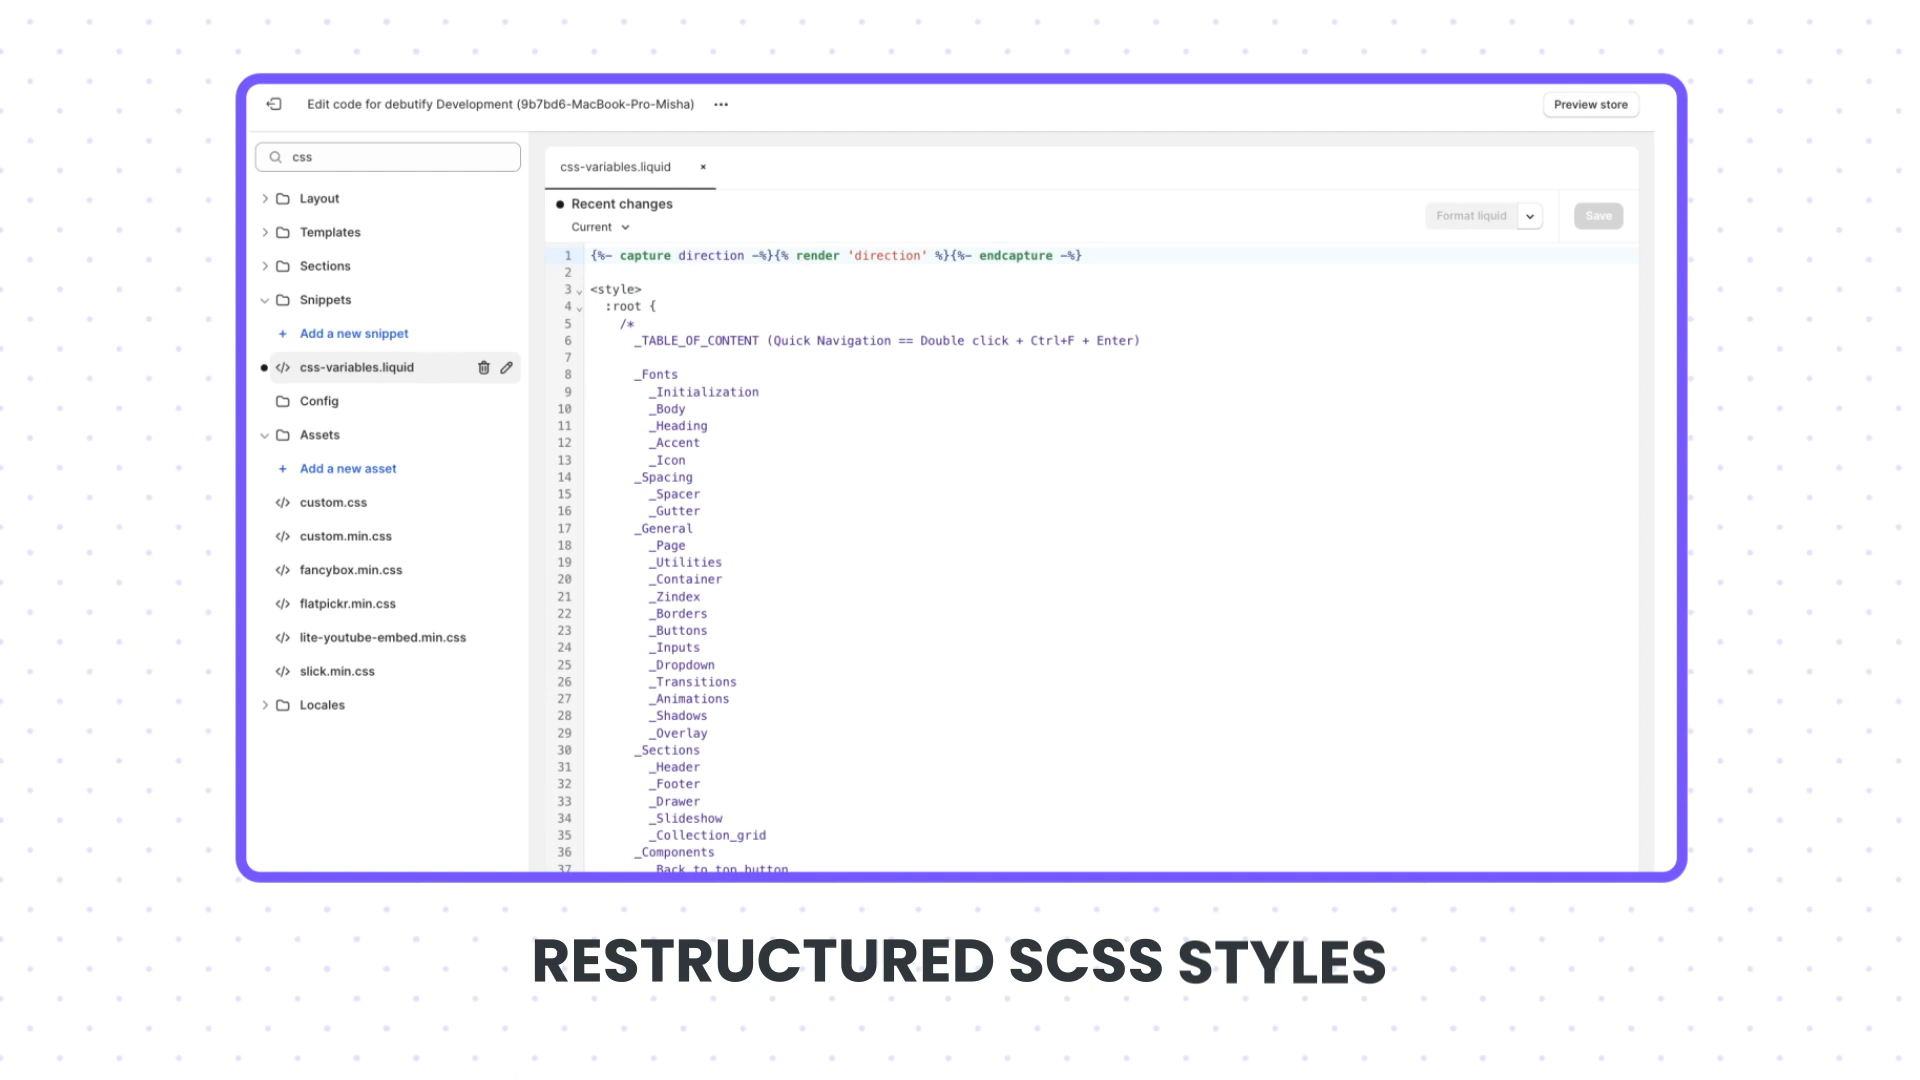 Edit code for debutify Development (9b7bd6-MacBook-Pro-Misha) •••
Preview store
css
Layout
Templates
Sections
Snippets
+ Add a new snippet
</> css-variables.liquid
Config
Assets
+ Add a new asset
</> custom.css
</> custom.min.css
</> fancybox.min.css
</> flatpickr.min.css
</> lite-youtube-embed.min.css
</> slick.min.css
Locales
css-variables.liquid ×
Recent changes
Current
Format liquid
Save
1 {%- capture direction -%}{% render 'direction' %}{%- endcapture -%}
2
3 <style>
4 :root {
5 /*
6 _TABLE_OF_CONTENT (Quick Navigation == Double click + Ctrl+F + Enter)
7
8 _Fonts
9 _Initialization
10 _Body
11 _Heading
12 _Accent
13 _Icon
14 _Spacing
15 _Spacer
16 _Gutter
17 _General
18 _Page
19 _Utilities
20 _Container
21 _Zindex
22 _Borders
23 _Buttons
24 _Inputs
25 _Dropdown
26 _Transitions
27 _Animations
28 _Shadows
29 _Overlay
30 _Sections
31 _Header
32 _Footer
33 _Drawer
34 _Slideshow
35 _Collection_grid
36 _Components
37 _Back_to_top_button
RESTRUCTURED SCSS STYLES